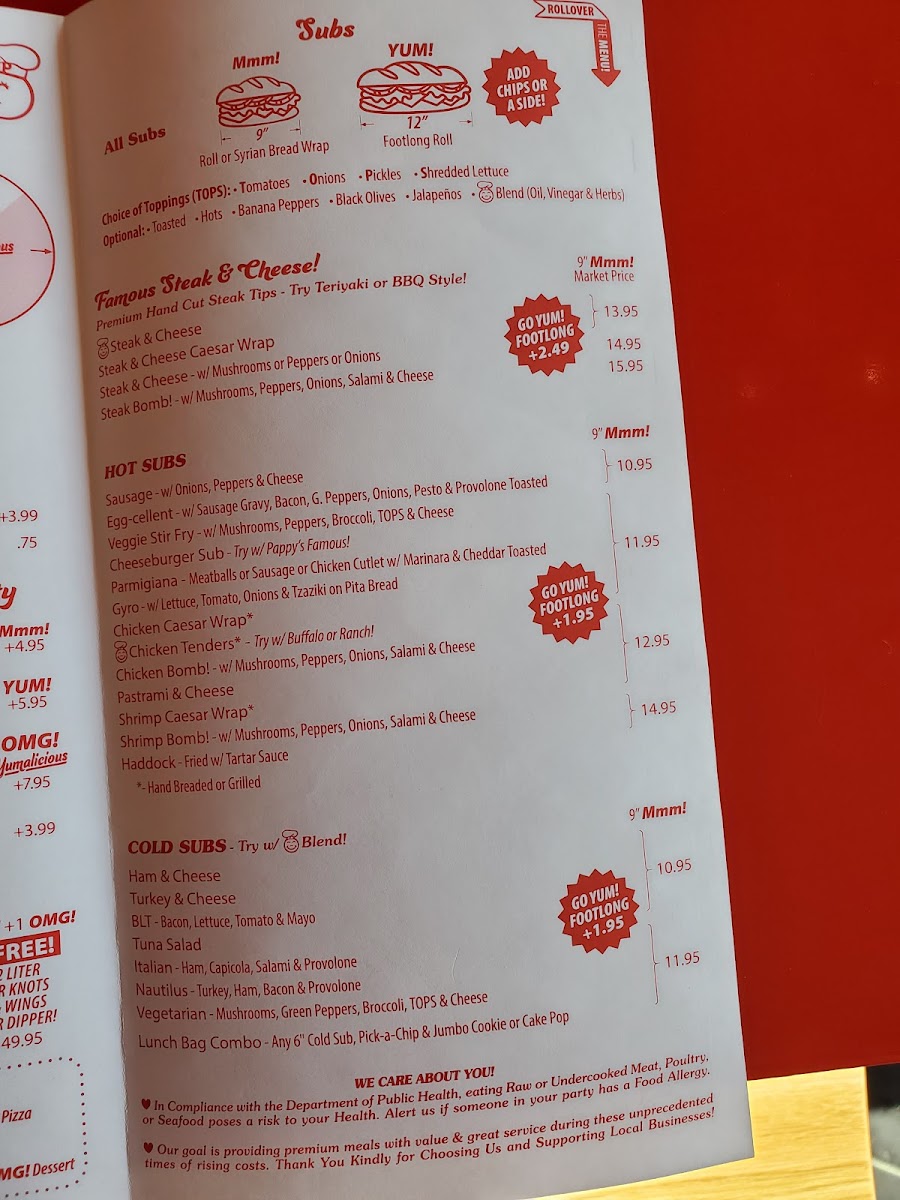 Subs
ROLLOVER
THE MENU!
Mmm!
YUM!
ADD
CHIPS OR
A SIDE!
All Subs
9"
12"
Roll or Syrian Bread Wrap
Footlong Roll
Choice of Toppings (TOPS): • Tomatoes • Onions • Pickles • Shredded Lettuce
Optional: • Toasted • Hots • Banana Peppers • Black Olives • Jalapeños • Blend (Oil, Vinegar & Herbs)
Famous Steak & Cheese!
Premium Hand Cut Steak Tips - Try Teriyaki or BBQ Style!
9" Mmm!
Market Price
Steak & Cheese
Steak & Cheese Caesar Wrap
13.95
Steak & Cheese - w/ Mushrooms or Peppers or Onions
14.95
Steak Bomb! - w/ Mushrooms, Peppers, Onions, Salami & Cheese
15.95
GO YUM!
FOOTLONG
+2.49
HOT SUBS
9" Mmm!
Sausage - w/ Onions, Peppers & Cheese
10.95
Egg-cellent - w/ Sausage Gravy, Bacon, G. Peppers, Onions, Pesto & Provolone Toasted
Veggie Stir Fry - w/ Mushrooms, Peppers, Broccoli, TOPS & Cheese
Cheeseburger Sub - Try w/ Pappy's Famous!
Parmigiana - Meatballs or Sausage or Chicken Cutlet w/ Marinara & Cheddar Toasted
11.95
Gyro - w/ Lettuce, Tomato, Onions & Tzaziki on Pita Bread
Chicken Caesar Wrap*
Chicken Tenders* - Try w/ Buffalo or Ranch!
Chicken Bomb! - w/ Mushrooms, Peppers, Onions, Salami & Cheese
12.95
Pastrami & Cheese
Shrimp Caesar Wrap*
Shrimp Bomb! - w/ Mushrooms, Peppers, Onions, Salami & Cheese
14.95
Haddock - Fried w/ Tartar Sauce
*- Hand Breaded or Grilled
GO YUM!
FOOTLONG
+1.95
COLD SUBS - Try w/ Blend!
9" Mmm!
Ham & Cheese
Turkey & Cheese
10.95
BLT - Bacon, Lettuce, Tomato & Mayo
Tuna Salad
Italian - Ham, Capicola, Salami & Provolone
11.95
Nautilus - Turkey, Ham, Bacon & Provolone
Vegetarian - Mushrooms, Green Peppers, Broccoli, TOPS & Cheese
GO YUM!
FOOTLONG
+1.95
Lunch Bag Combo - Any 6" Cold Sub, Pick-a-Chip & Jumbo Cookie or Cake Pop
WE CARE ABOUT YOU!
♥ In Compliance with the Department of Public Health, eating Raw or Undercooked Meat, Poultry,
or Seafood poses a risk to your Health. Alert us if someone in your party has a Food Allergy.
♥ Our goal is providing premium meals with value & great service during these unprecedented
times of rising costs. Thank You Kindly for Choosing Us and Supporting Local Businesses!
+3.99
.75
Mmm!
+4.95
YUM!
+5.95
OMG!
Yumalicious
+7.95
+3.99
+1 OMG!
FREE!
LITER
KNOTS
WINGS
DIPPER!
49.95
Pizza
Dessert